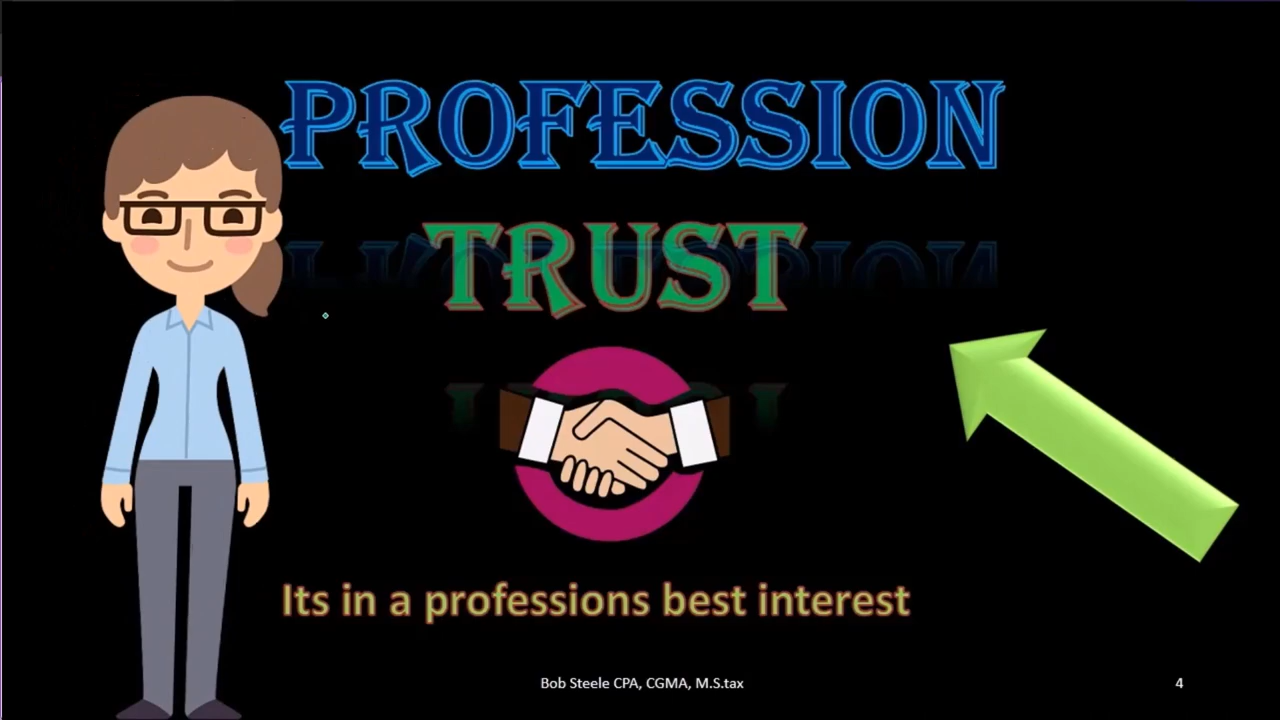 PROFESSION
TRUST
Its in a professions best interest
Bob Steele CPA, CGMA, M.S.tax
4